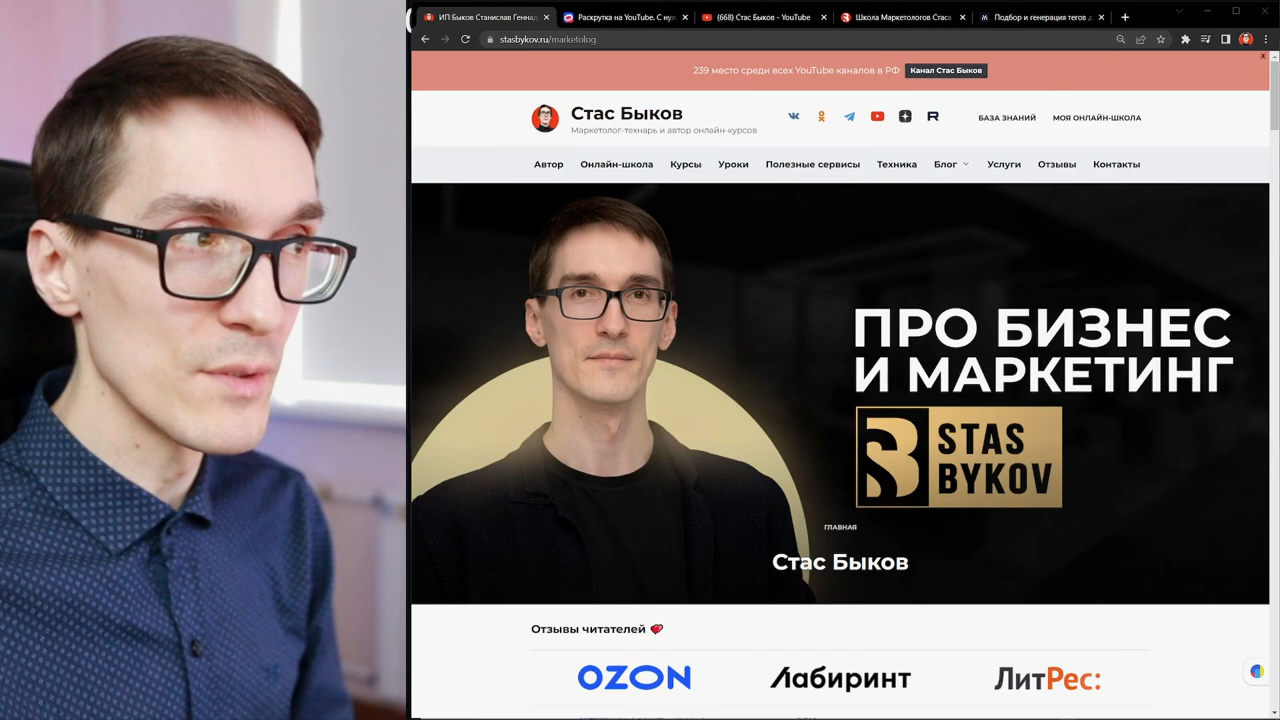 ИП Быков Станислав Геннад
Раскрутка на YouTube. С нул
(668) Стас Быков - YouTube
Школа Маркетологов Стаса
Подбор и генерация тегов д
stasbykov.ru/marketolog
239 место среди всех YouTube каналов в РФ
Канал Стас Быков
Стас Быков
Маркетолог-технарь и автор онлайн-курсов
БАЗА ЗНАНИЙ
МОЯ ОНЛАЙН-ШКОЛА
Автор
Онлайн-школа
Курсы
Уроки
Полезные сервисы
Техника
Блог
Услуги
Отзывы
Контакты
ПРО БИЗНЕС
И МАРКЕТИНГ
STAS
BYKOV
ГЛАВНАЯ
Стас Быков
Отзывы читателей
OZON
Лабиринт
ЛитРес: